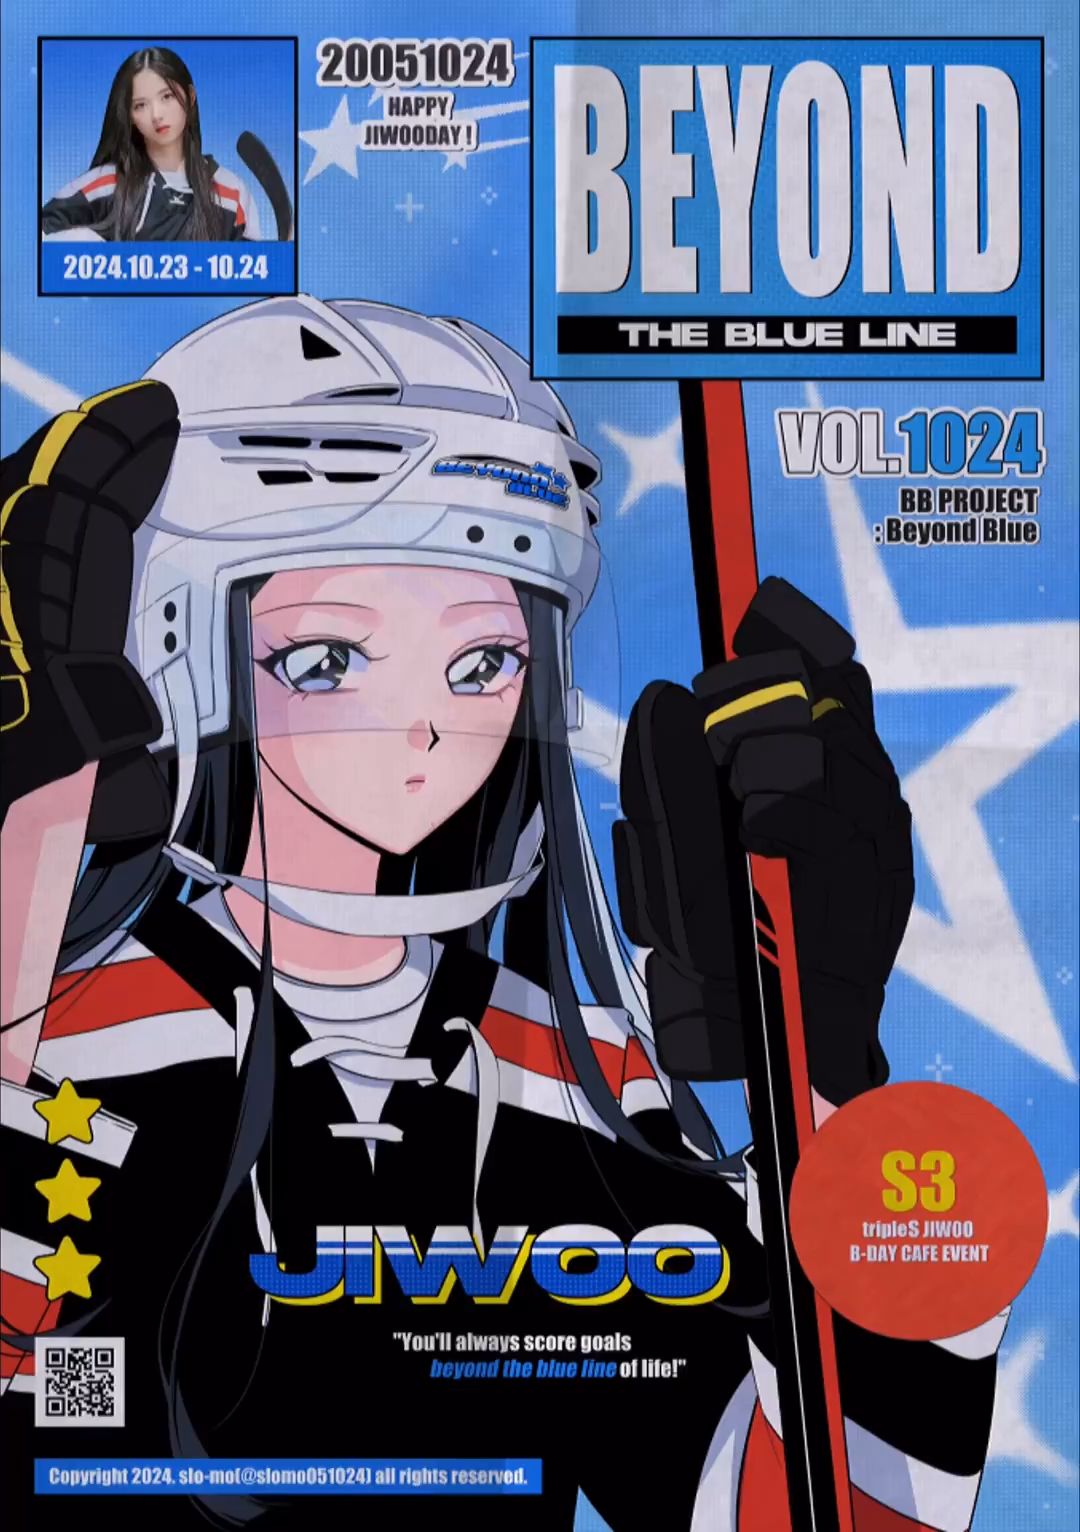 20051024
HAPPY
JIWOODAY !
2024.10.23 - 10.24
BEYOND
THE BLUE LINE
VOL.1024
BB PROJECT
: Beyond Blue
BEYOND
BLUE
S3
tripleS JIWOO
B-DAY CAFE EVENT
JIWOO
"You'll always score goals
beyond the blue line of life!"
Copyright 2024. slo-mo(@slomo051024) all rights reserved.